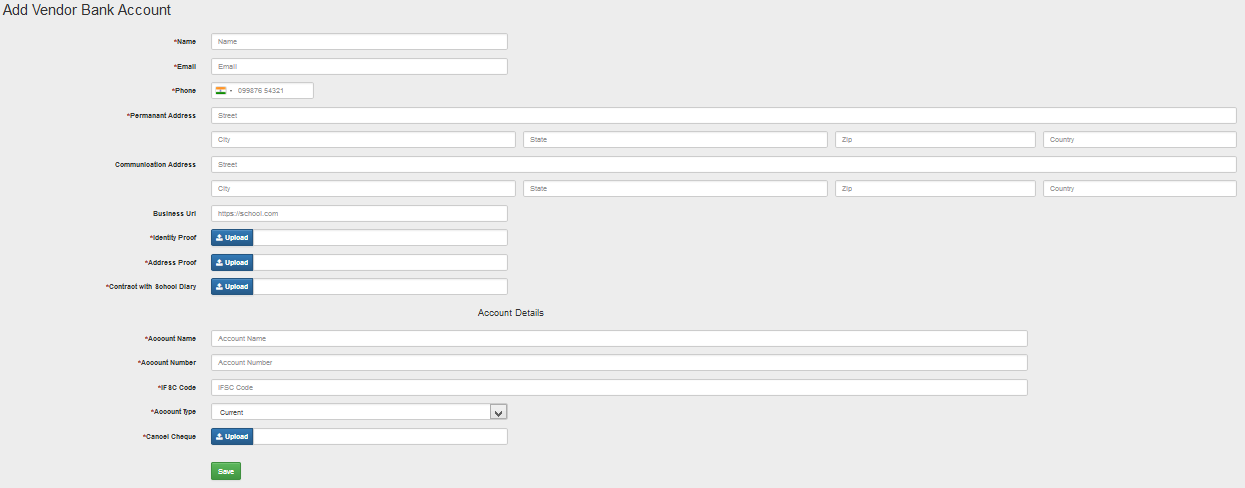 Add Vendor Bank Account
*Name Name
*Email Email
*Phone 099876 54321
*Permanant Address Street
City State Zip Country
Communication Address Street
City State Zip Country
Business Url https://school.com
*Identity Proof Upload
*Address Proof Upload
*Contract with School Diary Upload
Account Details
*Account Name Account Name
*Account Number Account Number
*IFSC Code IFSC Code
*Account Type Current
*Cancel Cheque Upload
Save